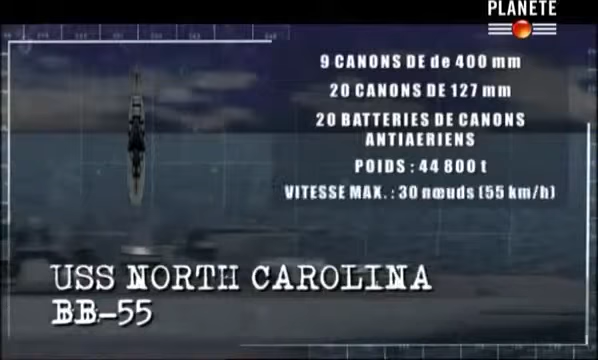 PLANETE
9 CANONS DE de 400 mm
20 CANONS DE 127 mm
20 BATTERIES DE CANONS
ANTIAERIENS
POIDS : 44 800 t
VITESSE MAX. : 30 nœuds (55 km/h)
USS NORTH CAROLINA
BB-55